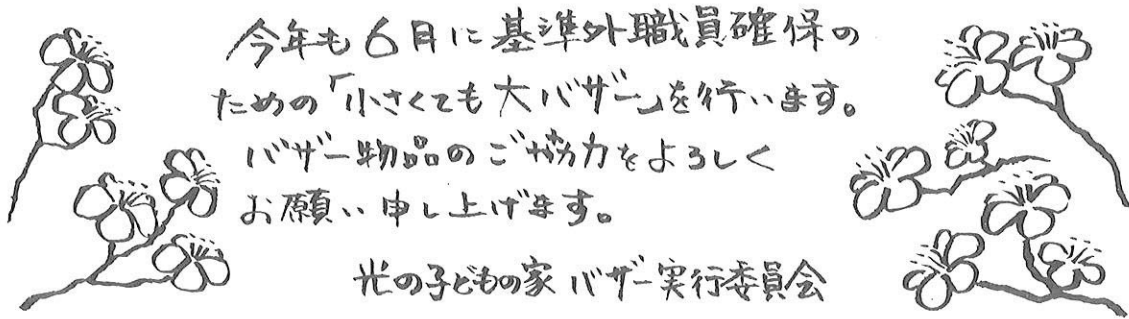 今年も6月に基準外職員確保の
ための「小さくても大バザー」を行います。
バザー物品のご協力をよろしく
お願い申し上げます。
光の子どもの家 バザー実行委員会